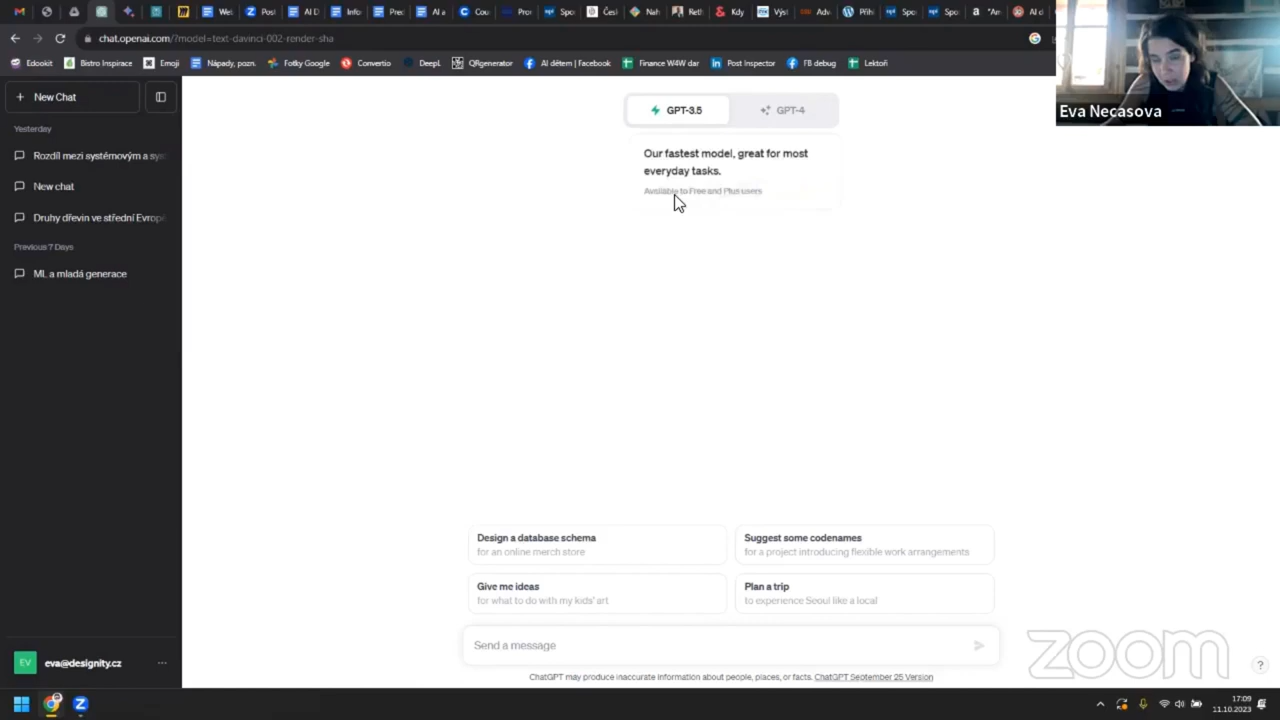 chat.openai.com/?model=text-davinci-002-render-sha
Edookit
Bistro Inspirace
Emoji
Nápady, pozn.
Fotky Google
Convertio
DeepL
QRgenerator
AI dětem | Facebook
Finance W4W dar
Post Inspector
FB debug
Lektoři
Eva Necasova
New Chat
Yesterday
Rozdíl mezi systémovým a sys
New chat
Druhy dřevin ve střední Evrop
Previous 7 Days
ML a mladá generace
GPT-3.5
GPT-4
Our fastest model, great for most
everyday tasks.
Available to Free and Plus users
Design a database schema
for an online merch store
Suggest some codenames
for a project introducing flexible work arrangements
Give me ideas
for what to do with my kids' art
Plan a trip
to experience Seoul like a local
Send a message
ChatGPT may produce inaccurate information about people, places, or facts. ChatGPT September 25 Version
EV
eva@designity.cz
zoom
?
17:09
11.10.2023